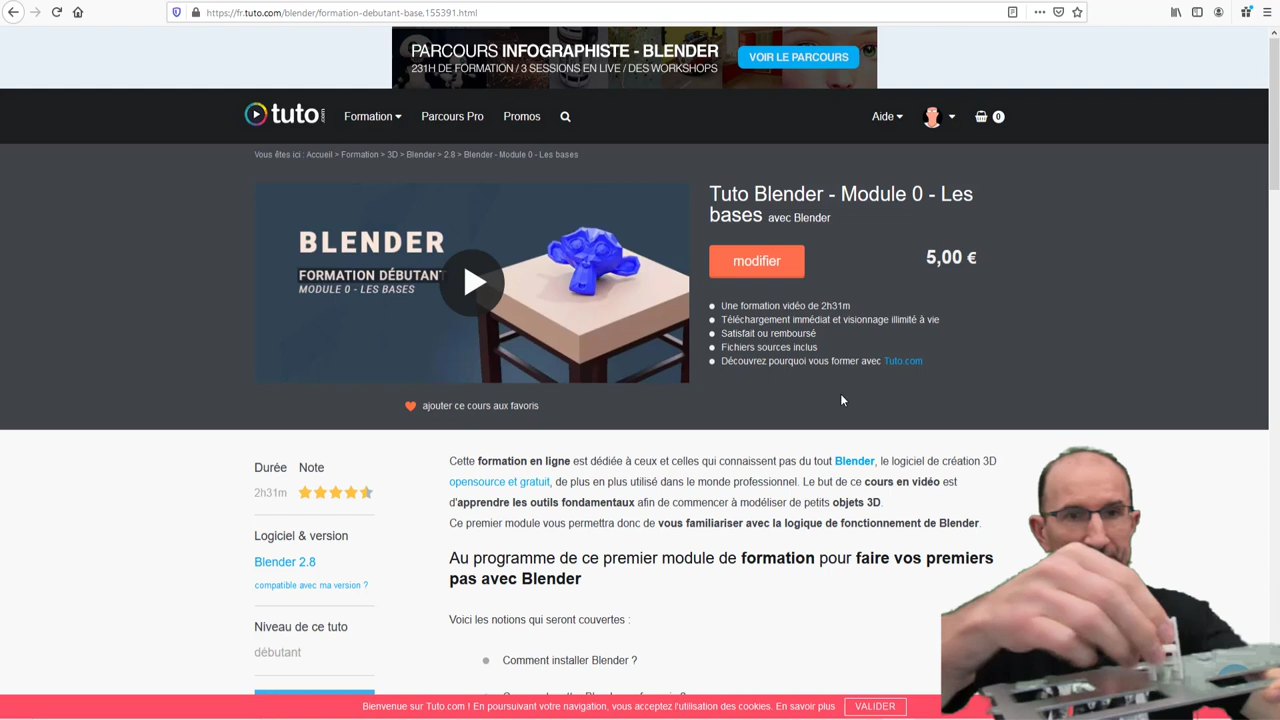 https://fr.tuto.com/blender/formation-debutant-base,155391.html
PARCOURS INFOGRAPHISTE - BLENDER
231H DE FORMATION / 3 SESSIONS EN LIVE / DES WORKSHOPS
VOIR LE PARCOURS
tuto.com
Formation
Parcours Pro
Promos
Aide
0
Vous êtes ici : Accueil > Formation > 3D > Blender > 2.8 > Blender - Module 0 - Les bases
BLENDER
FORMATION DÉBUTANT
MODULE 0 - LES BASES
Tuto Blender - Module 0 - Les
bases avec Blender
modifier
5,00 €
Une formation vidéo de 2h31m
Téléchargement immédiat et visionnage illimité à vie
Satisfait ou remboursé
Fichiers sources inclus
Découvrez pourquoi vous former avec Tuto.com
ajouter ce cours aux favoris
Durée
Note
2h31m
Logiciel & version
Blender 2.8
compatible avec ma version ?
Niveau de ce tuto
débutant
Cette formation en ligne est dédiée à ceux et celles qui connaissent pas du tout Blender, le logiciel de création 3D
opensource et gratuit, de plus en plus utilisé dans le monde professionnel. Le but de ce cours en vidéo est
d'apprendre les outils fondamentaux afin de commencer à modéliser de petits objets 3D.
Ce premier module vous permettra donc de vous familiariser avec la logique de fonctionnement de Blender.
Au programme de ce premier module de formation pour faire vos premiers
pas avec Blender
Voici les notions qui seront couvertes :
Comment installer Blender ?
Bienvenue sur Tuto.com ! En poursuivant votre navigation, vous acceptez l'utilisation des cookies. En savoir plus
VALIDER